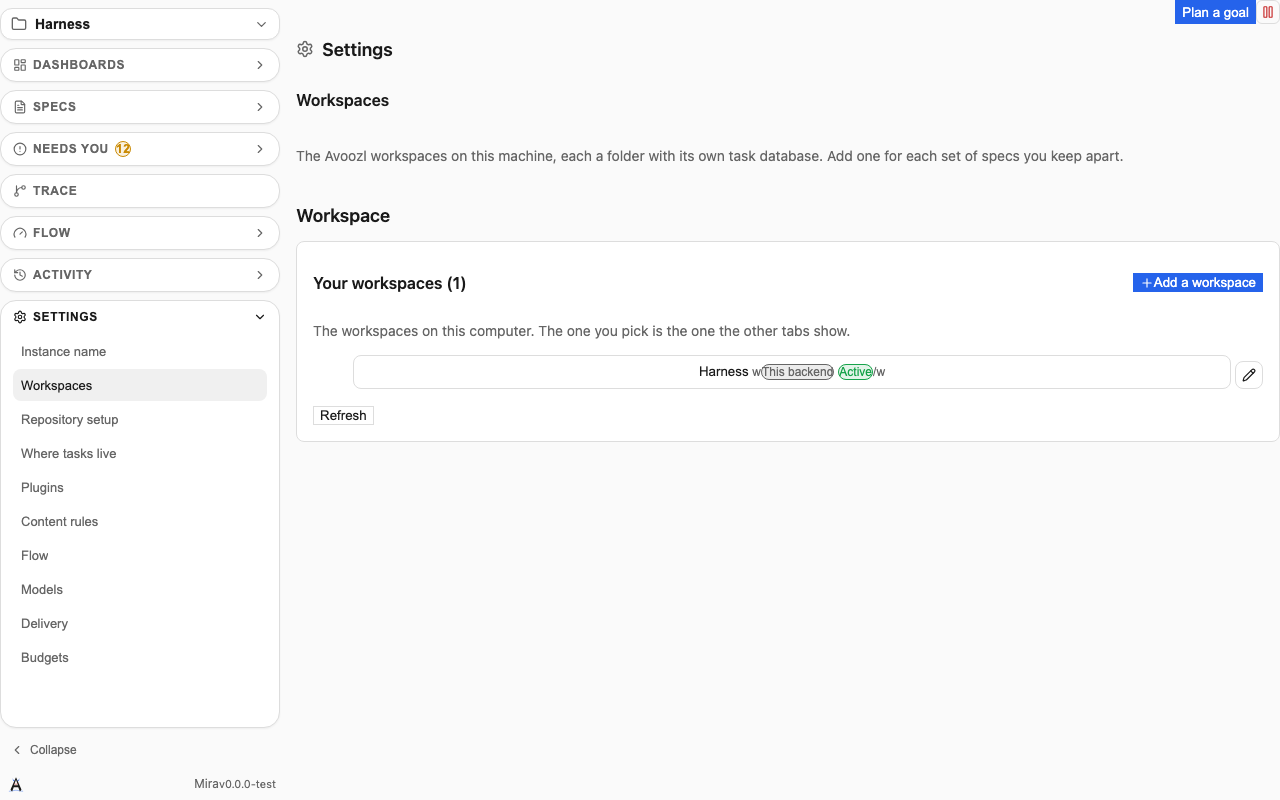 Harness
Plan a goal
DASHBOARDS
SPECS
NEEDS YOU 12
TRACE
FLOW
ACTIVITY
SETTINGS
Instance name
Workspaces
Repository setup
Where tasks live
Plugins
Content rules
Flow
Models
Delivery
Budgets
Collapse
Mirav0.0.0-test
Settings
Workspaces
The Avoozl workspaces on this machine, each a folder with its own task database. Add one for each set of specs you keep apart.
Workspace
Your workspaces (1)
+Add a workspace
The workspaces on this computer. The one you pick is the one the other tabs show.
Harness w This backend Active /w
Refresh